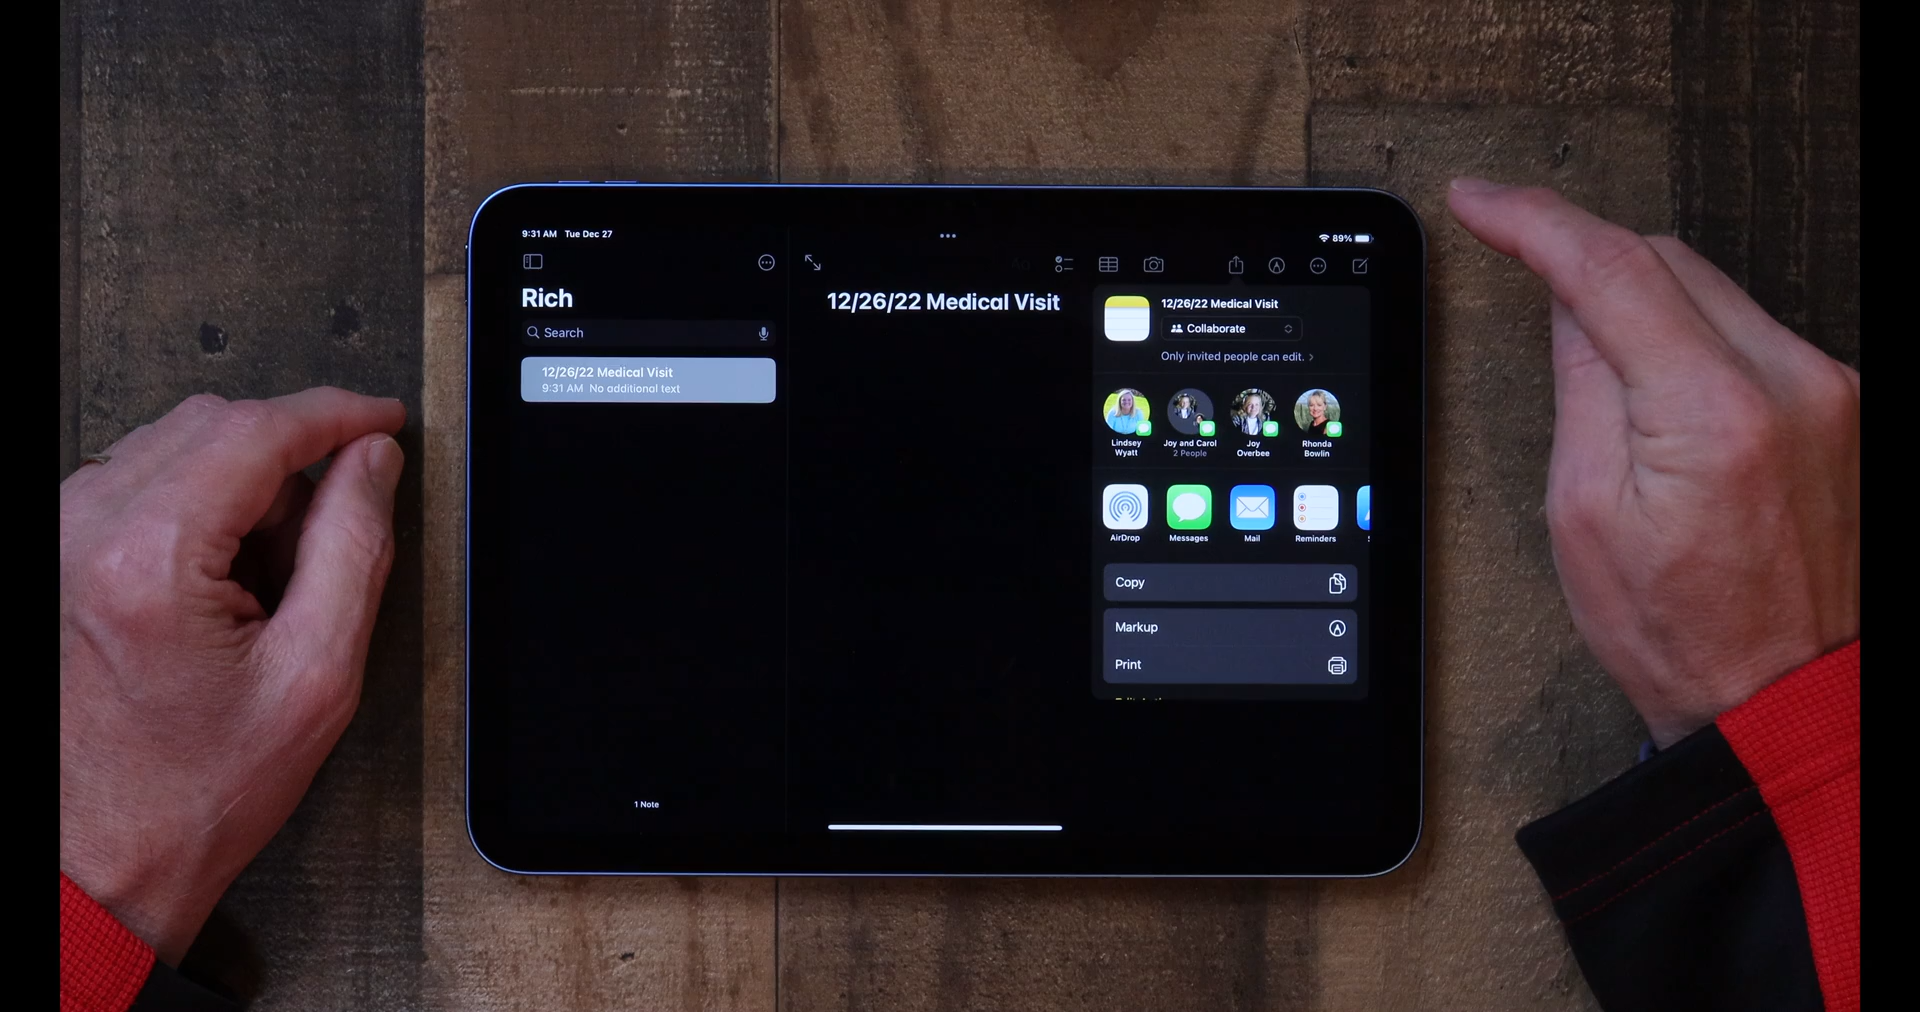 9:31 AM Tue Dec 27
89%
Rich
Search
12/26/22 Medical Visit
9:31 AM No additional text
1 Note
12/26/22 Medical Visit
12/26/22 Medical Visit
Collaborate
Only invited people can edit. >
Lindsey
Wyatt
Joy and Carol
2 People
Joy
Overbee
Rhonda
Bowlin
AirDrop
Messages
Mail
Reminders
Copy
Markup
Print